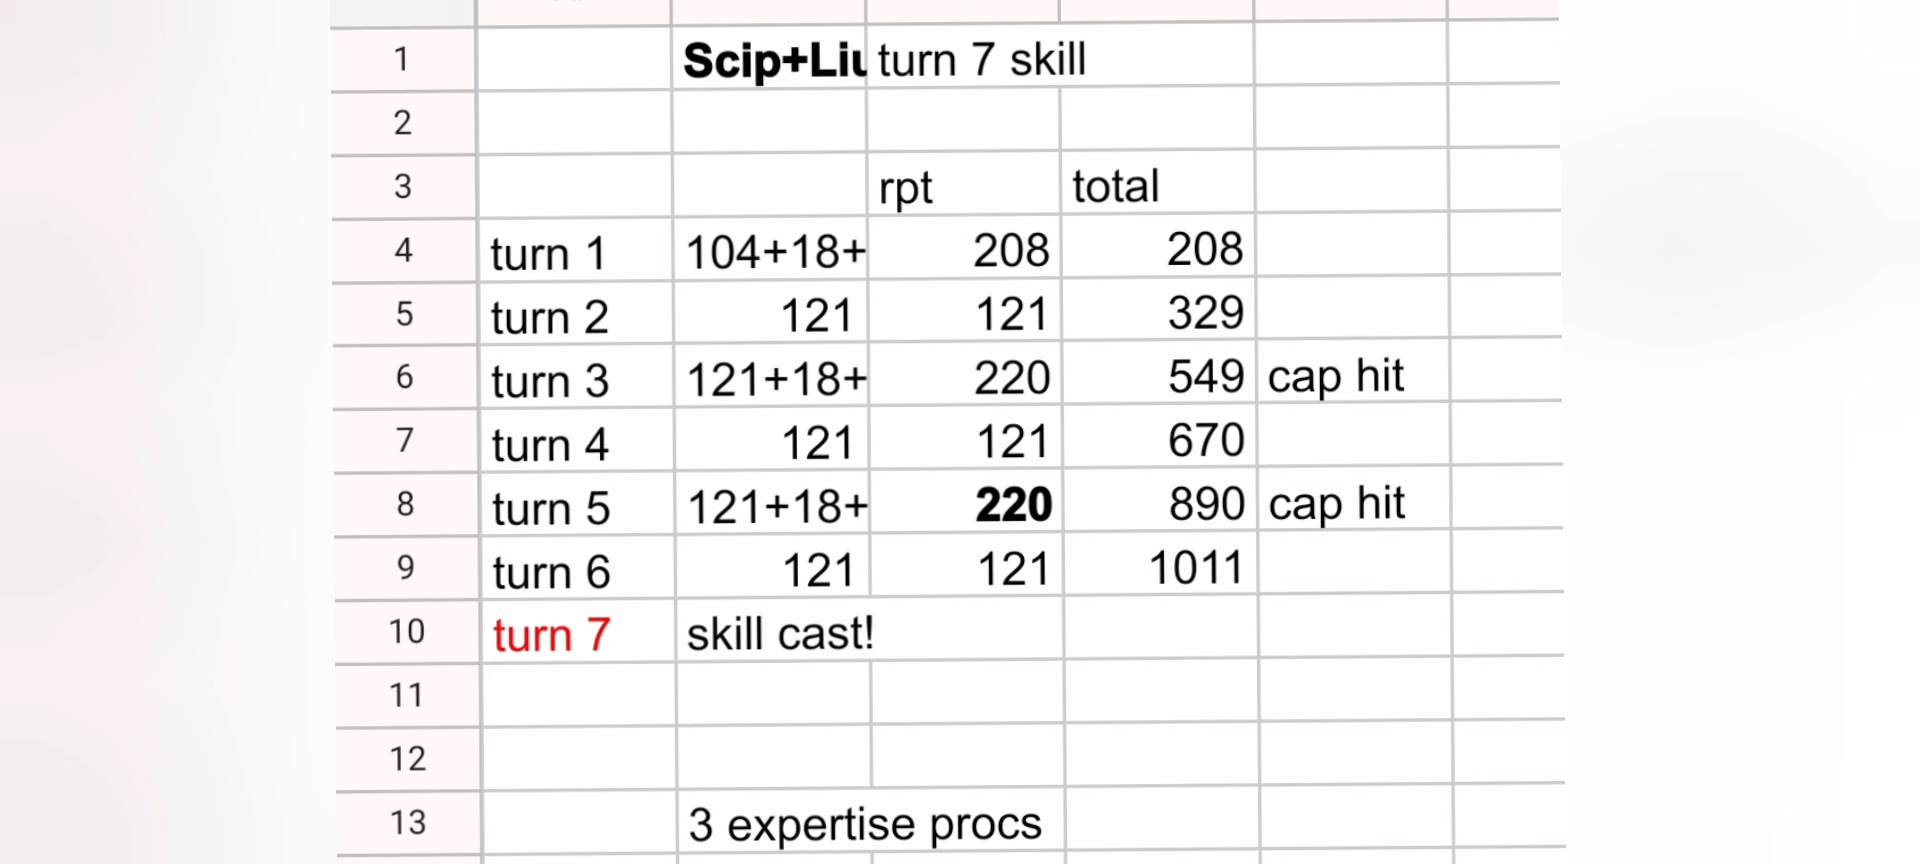 1 Scip+Liu turn 7 skill
2
3 rpt total
4 turn 1 104+18+ 208 208
5 turn 2 121 121 329
6 turn 3 121+18+ 220 549 cap hit
7 turn 4 121 121 670
8 turn 5 121+18+ 220 890 cap hit
9 turn 6 121 121 1011
10 turn 7 skill cast!
11
12
13 3 expertise procs